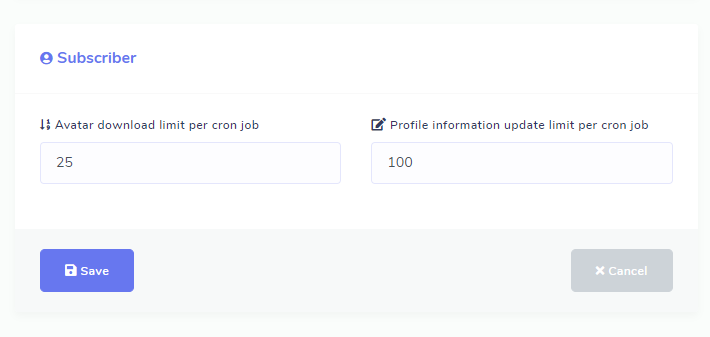 Subscriber
Avatar download limit per cron job
Profile information update limit per cron job
25
100
Save
Cancel